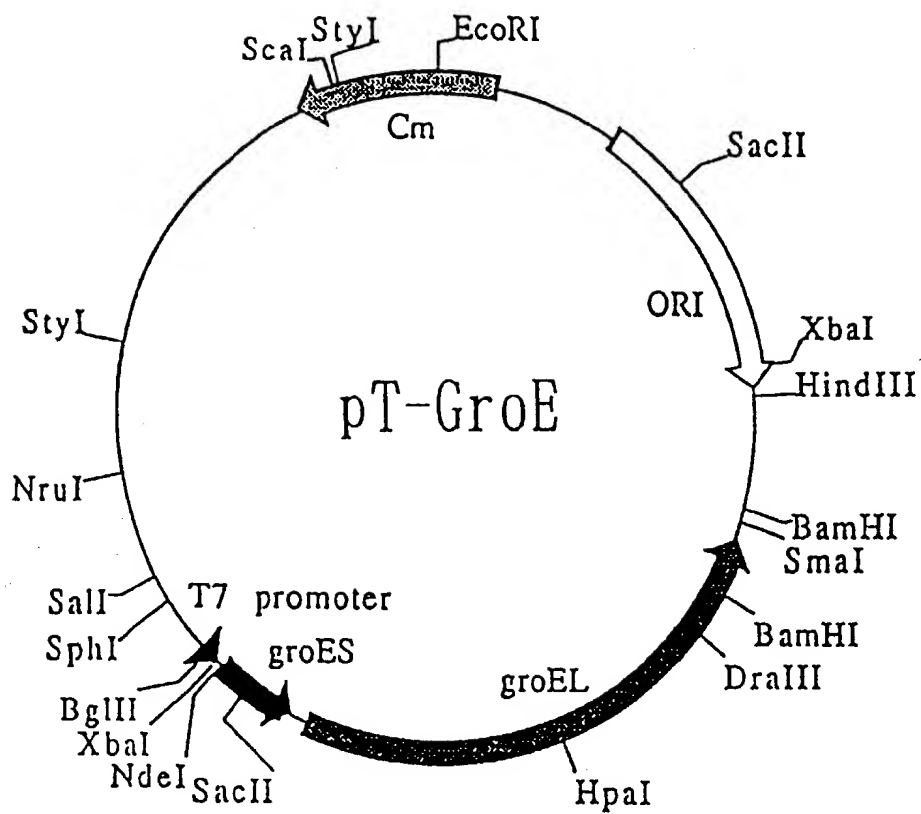 StyI
ScaI
EcoRI
Cm
SacII
ORI
XbaI
HindIII
StyI
pT-GroE
NruI
BamHI
SmaI
SalI
T7 promoter
SphI
groES
BamHI
groEL
DraIII
BglII
XbaI
NdeI
SacII
HpaI